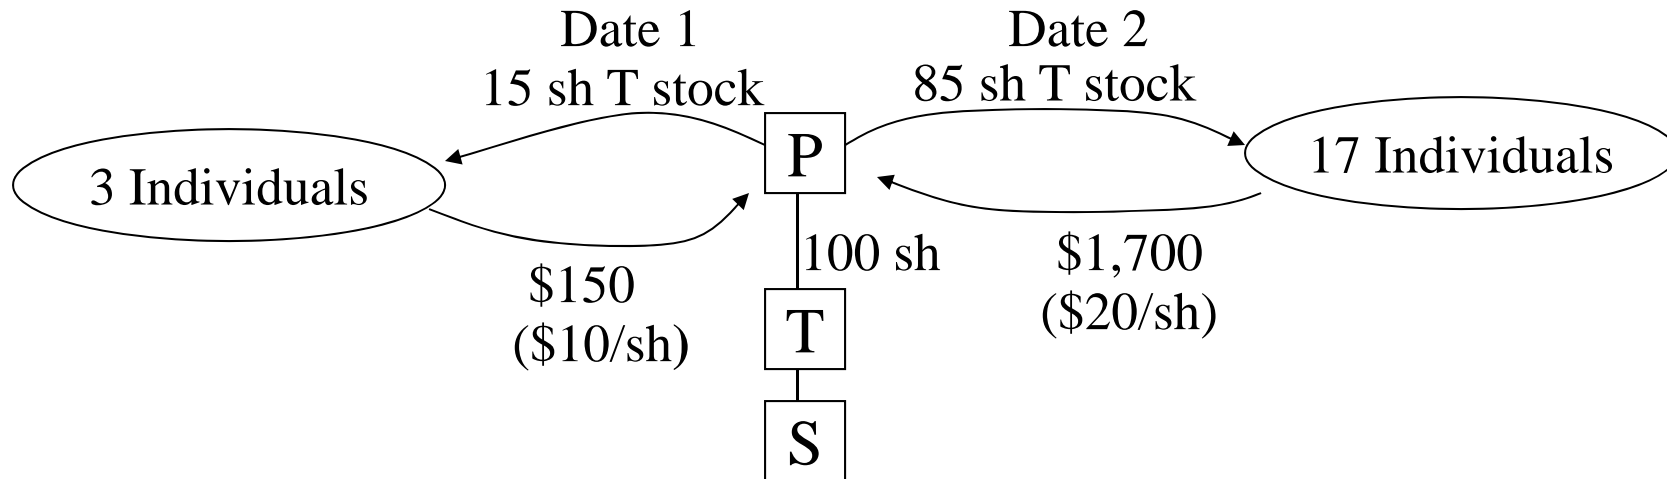 Date 1
15 sh T stock
Date 2
85 sh T stock
3 Individuals
P
17 Individuals
$150
($10/sh)
100 sh
$1,700
($20/sh)
T
S